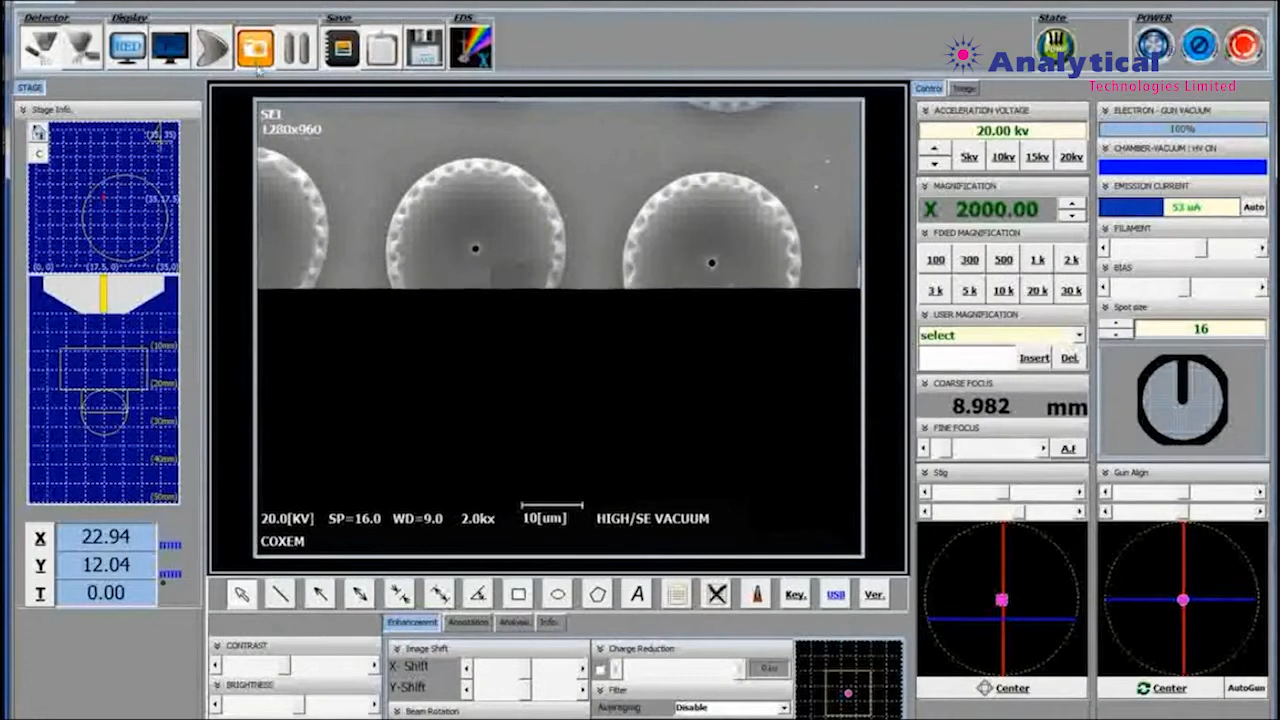 Detector
Display
Save
EDS
State
POWER
RED
Analytical
Technologies Limited
STAGE
Stage Info.
(35, 35)
C
(35,17.5)
(0, 0)
(17.5, 0)
(35,0)
(10mm)
(20mm)
(30mm)
(40mm)
(50mm)
X 22.94 mm
Y 12.04 mm
T 0.00
SE1
1280x960
20.0[KV] SP=16.0 WD=9.0 2.0kx 10[um] HIGH/SE VACUUM
COXEM
A
Key.
USB
Ver.
Enhancement
Annotation
Analysis
Info.
CONTRAST
BRIGHTNESS
Image Shift
X- Shift
Y-Shift
Beam Rotation
Charge Reduction
Filter
Averaging
Disable
Control
Image
ACCELERATION VOLTAGE
20.00 kv
5kv 10kv 15kv 20kv
MAGNIFICATION
X 2000.00
FIXED MAGNIFICATION
100 300 500 1 k 2 k
3 k 5 k 10 k 20 k 30 k
USER MAGNIFICATION
select
Insert Del.
COARSE FOCUS
8.982 mm
FINE FOCUS
A.F
Stig
Center
ELECTRON - GUN VACUUM
100%
CHAMBER-VACUUM : HV ON
EMISSION CURRENT
53 uA
Auto
FILAMENT
BIAS
Spot size
16
Gun Align
Center
AutoGun